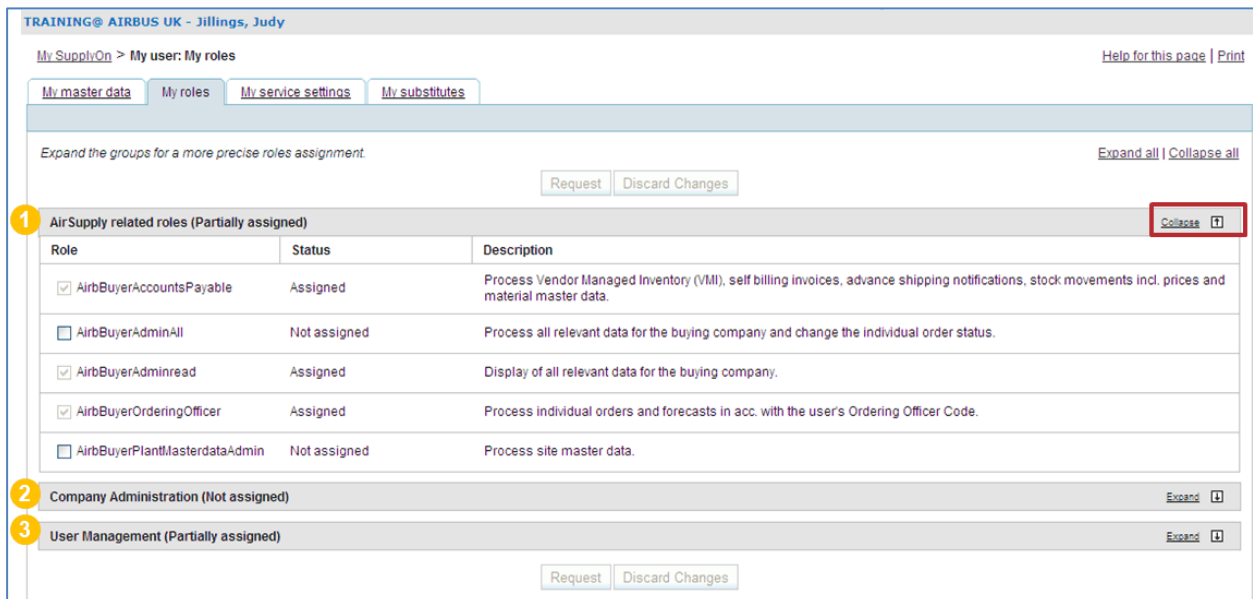 TRAINING@ AIRBUS UK - Jillings, Judy
My SupplyOn > My user: My roles Help for this page | Print
My master data My roles My service settings My substitutes
Expand the groups for a more precise roles assignment. Expand all | Collapse all
Request Discard Changes
1 AirSupply related roles (Partially assigned) Collapse
Role Status Description
AirbBuyerAccountsPayable Assigned Process Vendor Managed Inventory (VMI), self billing invoices, advance shipping notifications, stock movements incl. prices and
material master data.
AirbBuyerAdminAll Not assigned Process all relevant data for the buying company and change the individual order status.
AirbBuyerAdminread Assigned Display of all relevant data for the buying company.
AirbBuyerOrderingOfficer Assigned Process individual orders and forecasts in acc. with the user's Ordering Officer Code.
AirbBuyerPlantMasterdataAdmin Not assigned Process site master data.
2 Company Administration (Not assigned) Expand
3 User Management (Partially assigned) Expand
Request Discard Changes